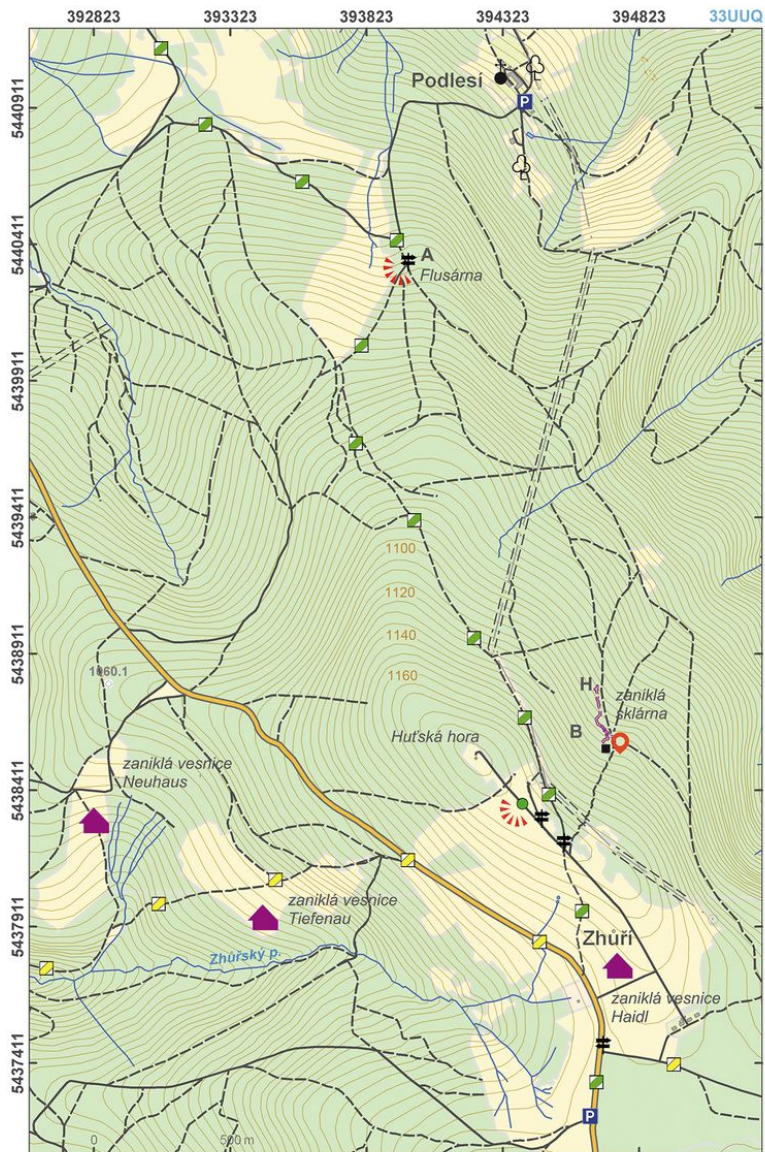 392823 393323 393823 394323 394823 33UUQ
Podlesí
P
5440911
5440411
A
Flusárna
5439911
5439411
1100
1120
1140
1160
5438911
1060.1
H
zaniklá
sklárna
B
Huťská hora
zaniklá vesnice
Neuhaus
5438411
zaniklá vesnice
Tiefenau
5437911
Zhůří
Zhůřský p.
zaniklá vesnice
Haidl
5437411
P
0 500 m